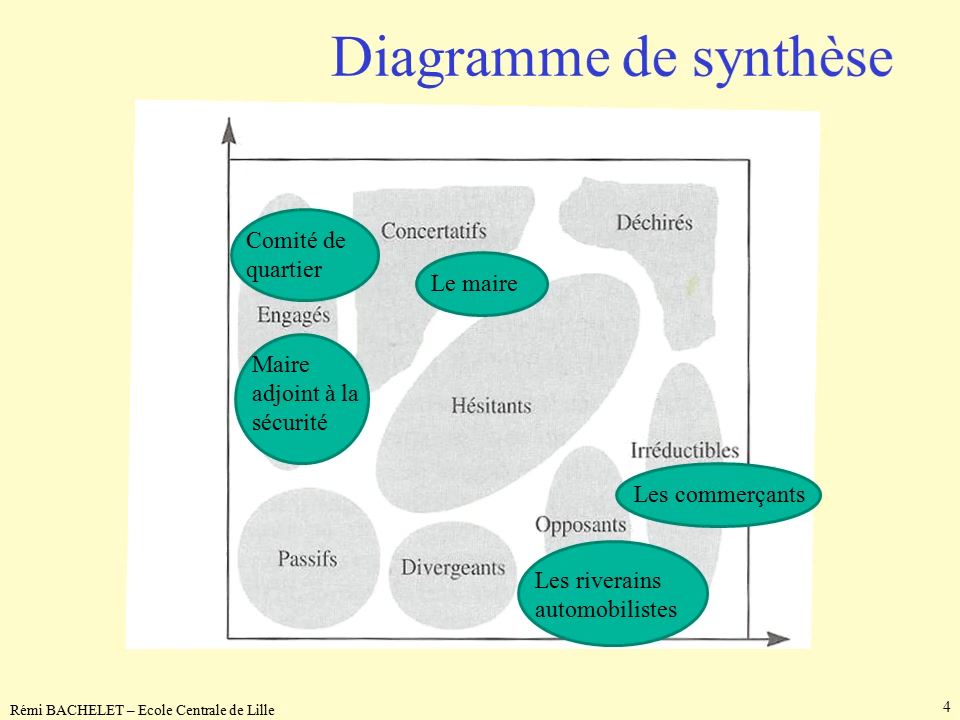 Diagramme de synthèse
Déchirés
Concertatifs
Comité de
quartier
Le maire
Engagés
Maire
adjoint à la
sécurité
Hésitants
Irréductibles
Les commerçants
Opposants
Passifs
Divergeants
Les riverains
automobilistes
Rémi BACHELET – Ecole Centrale de Lille
4